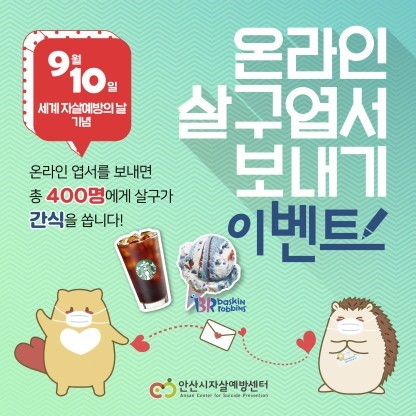 9월
10일
세계 자살예방의 날
기념
온라인
살구엽서
보내기
이벤트
온라인 엽서를 보내면
총 400명에게 살구가
간식을 쏩니다!
BR baskin
robbins
안산시자살예방센터
Ansan Center for Suicide Prevention